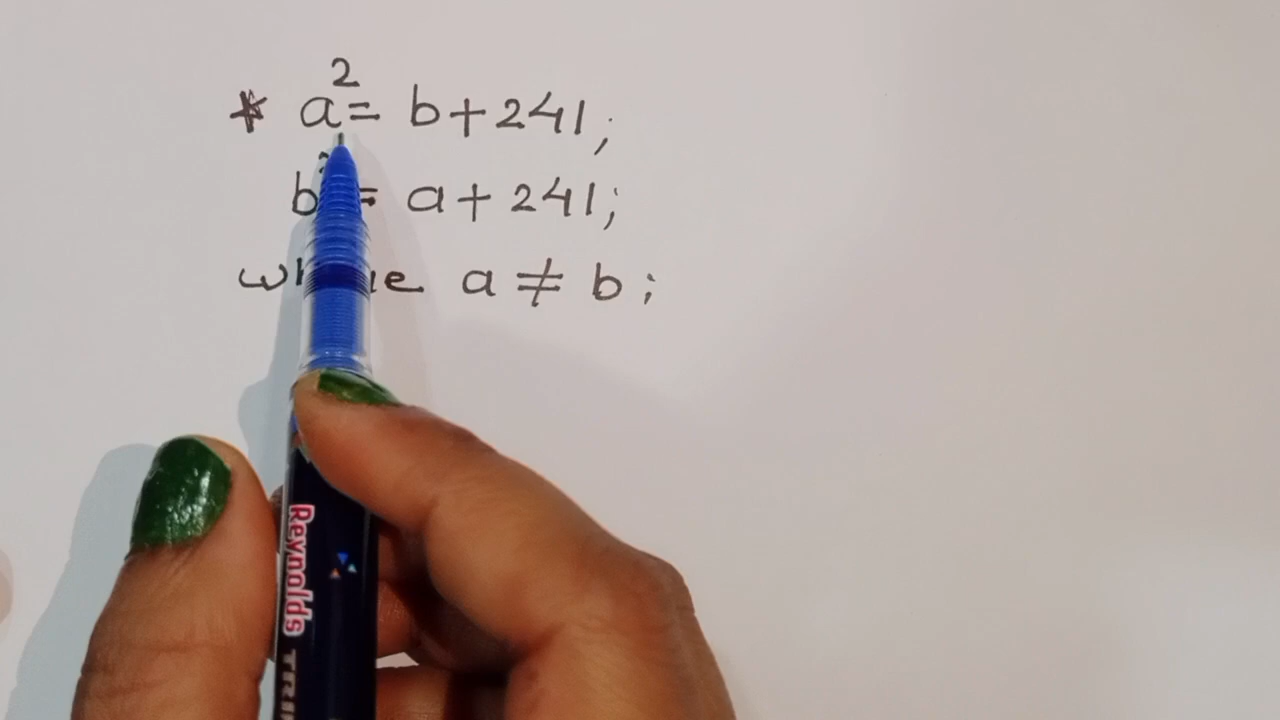 * a² = b + 241;
b = a + 241;
a ≠ b;
Reynolds